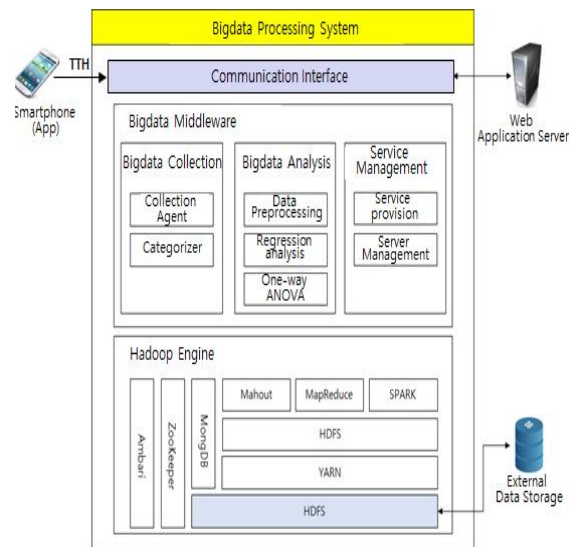 Bigdata Processing System
TTH
Communication Interface
Smartphone
(App)
Web
Application Server
Bigdata Middleware
Bigdata Collection
Collection
Agent
Categorizer
Bigdata Analysis
Data
Preprocessing
Regression
analysis
One-way
ANOVA
Service
Management
Service
provision
Server
Management
Hadoop Engine
Ambari
ZooKeeper
MongDB
Mahout
MapReduce
SPARK
HDFS
YARN
HDFS
External
Data Storage